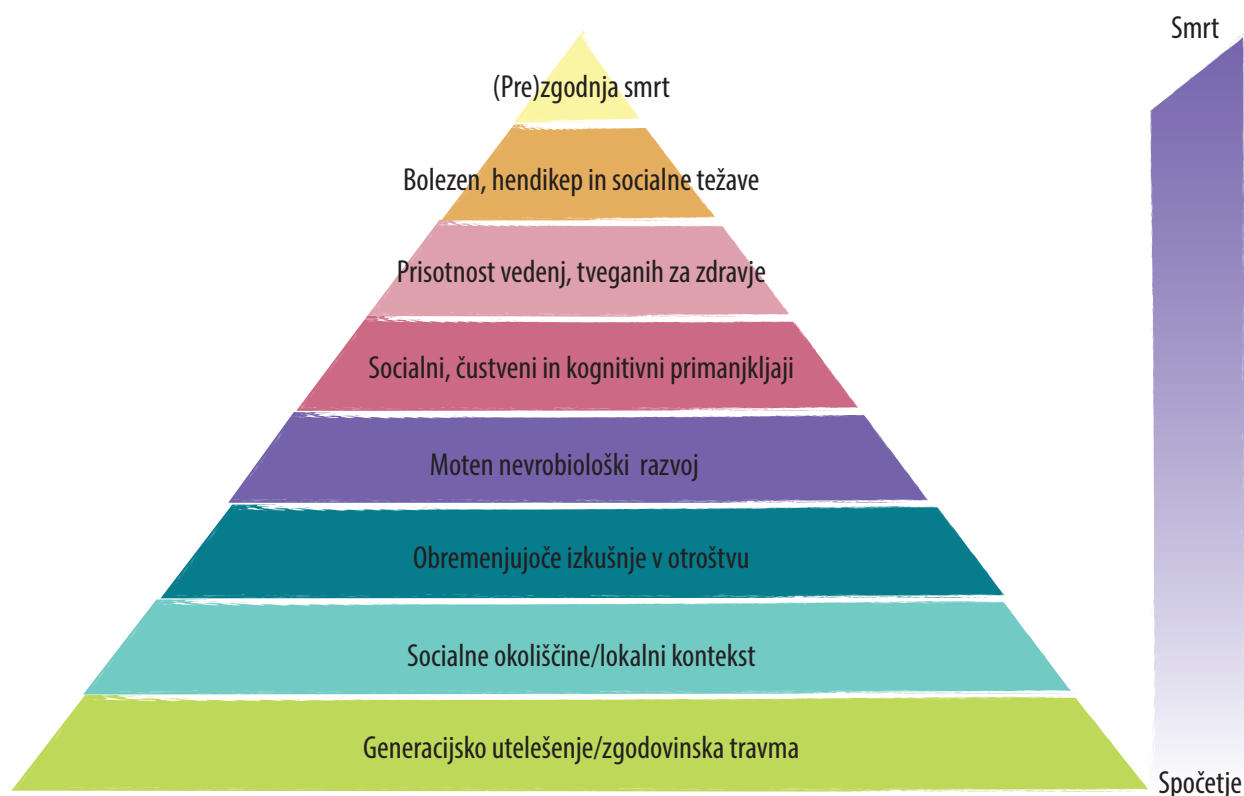 Smrt
(Pre)zgodnja smrt
Bolezen, hendikep in socialne težave
Prisotnost vedenj, tveganih za zdravje
Socialni, čustveni in kognitivni primanjkljaji
Moten nevrobiološki razvoj
Obremenjujoče izkušnje v otroštvu
Socialne okoliščine/lokalni kontekst
Generacijsko utelešenje/zgodovinska travma
Spočetje